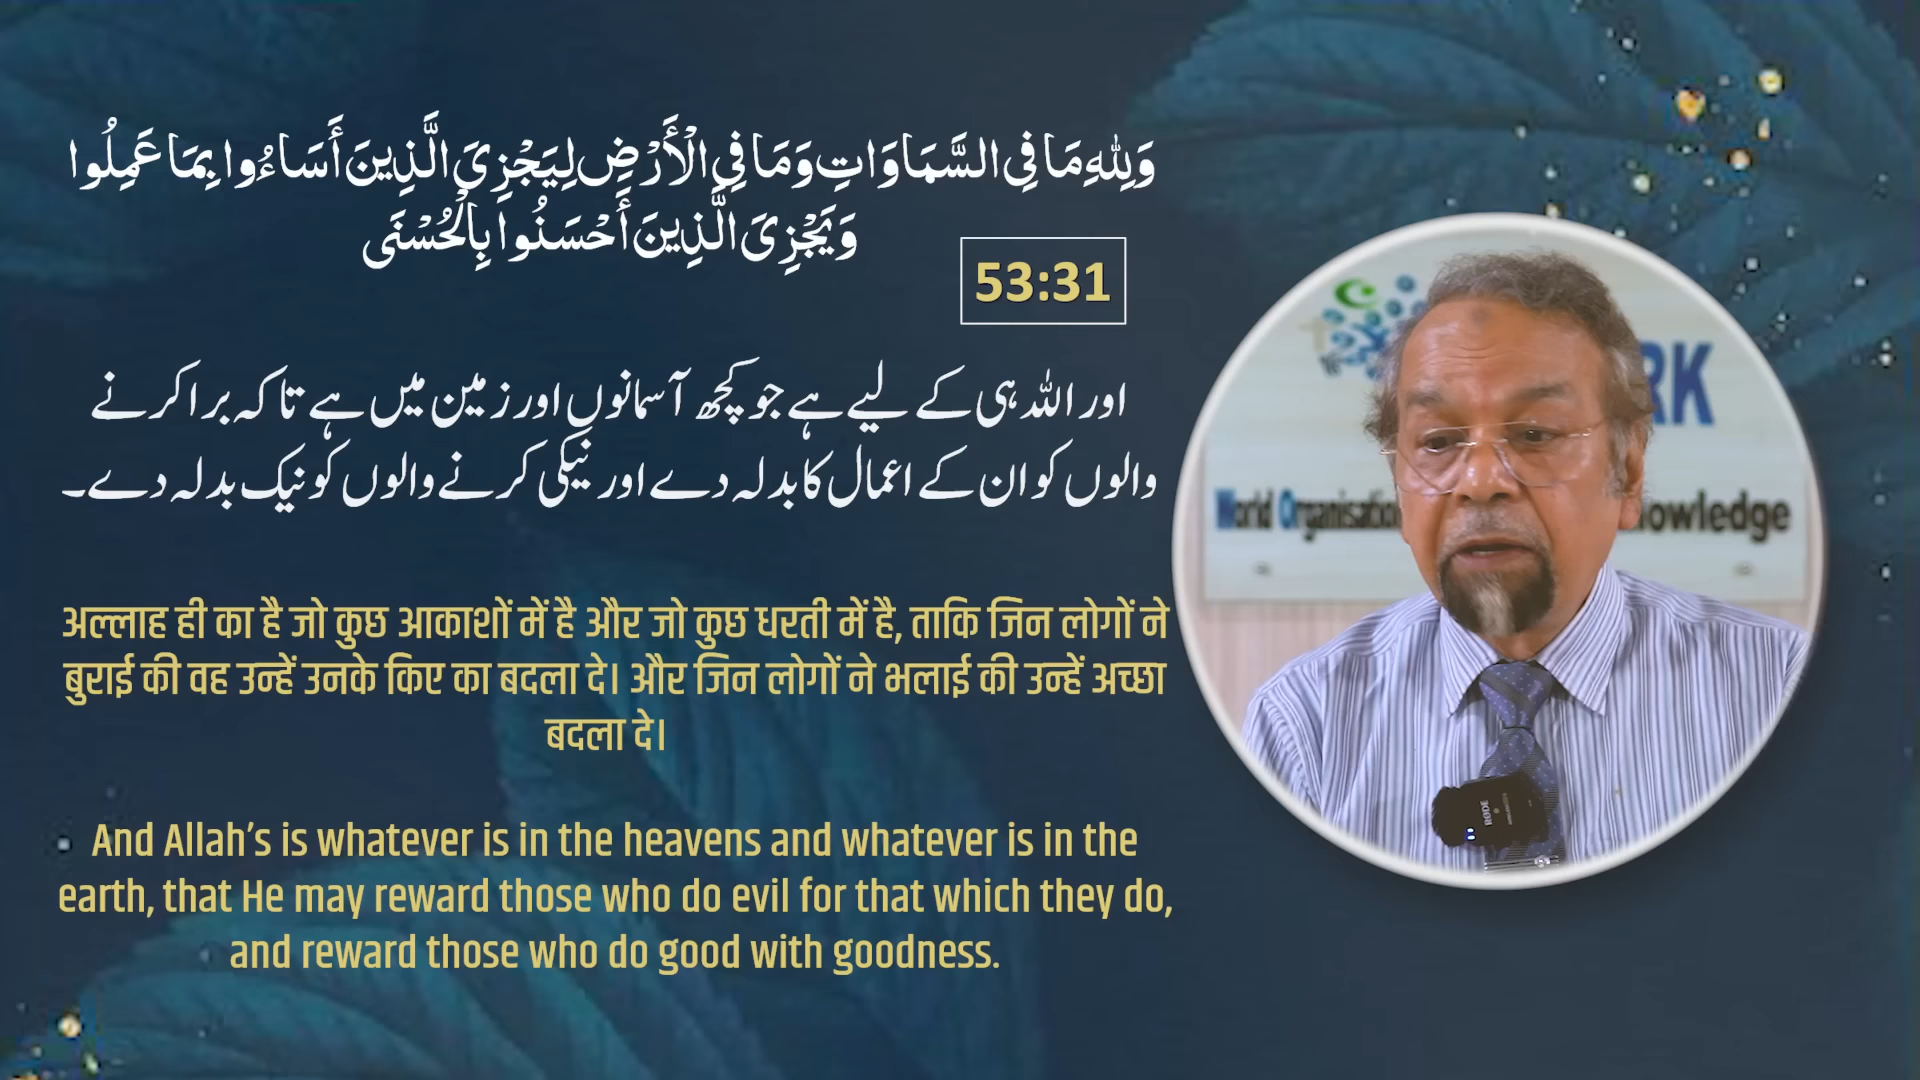 وَلِلَّهِ مَا فِي السَّمَاوَاتِ وَمَا فِي الْأَرْضِ لِيَجْزِيَ الَّذِينَ أَسَاءُوا بِمَا عَمِلُوا
وَيَجْزِيَ الَّذِينَ أَحْسَنُوا بِالْحُسْنَى
53:31
اور اللہ ہی کے لیے ہے جو کچھ آسمانوں اور زمین میں ہے تاکہ برا کرنے
والوں کو ان کے اعمال کا بدلہ دے اور نیکی کرنے والوں کو نیک بدلہ دے۔
अल्लाह ही का है जो कुछ आकाशों में है और जो कुछ धरती में है, ताकि जिन लोगों ने
बुराई की वह उन्हें उनके किए का बदला दे। और जिन लोगों ने भलाई की उन्हें अच्छा
बदला दे।
And Allah’s is whatever is in the heavens and whatever is in the
earth, that He may reward those who do evil for that which they do,
and reward those who do good with goodness.
RK
World Organisation
nowledge
RODE